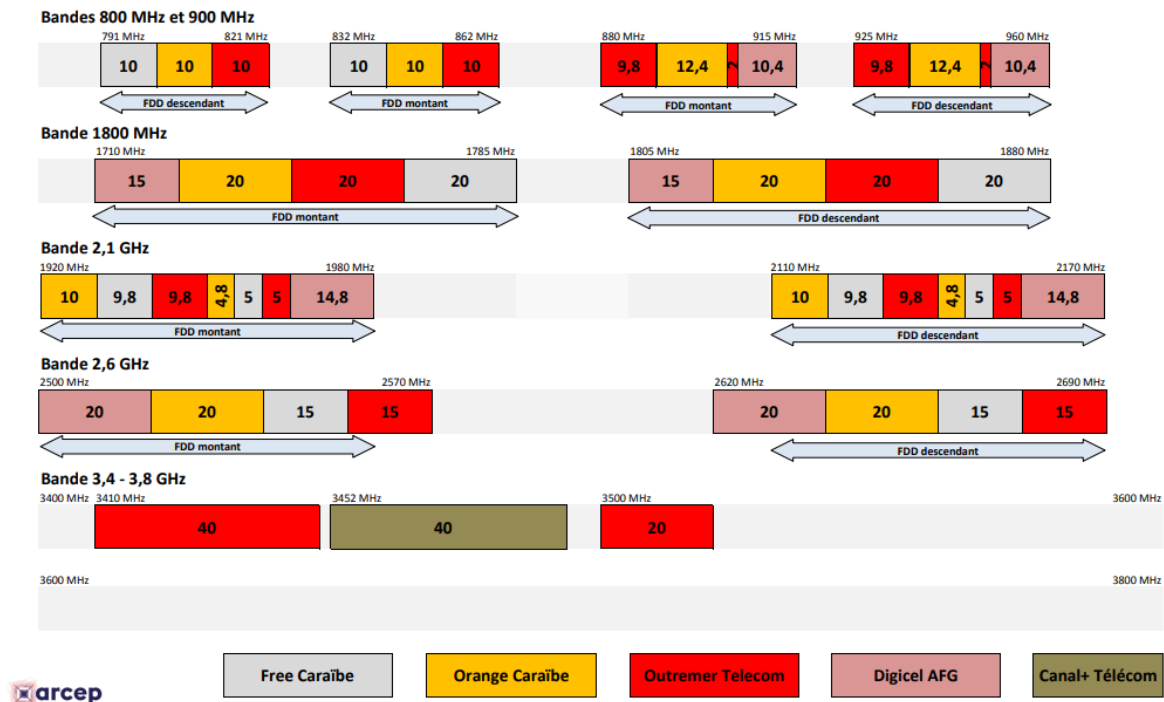 Bandes 800 MHz et 900 MHz
791 MHz 821 MHz 832 MHz 862 MHz 880 MHz 915 MHz 925 MHz 960 MHz
10 10 10 10 10 10 9,8 12,4 2 10,4 9,8 12,4 2 10,4
FDD descendant FDD montant FDD montant FDD descendant
Bande 1800 MHz
1710 MHz 1785 MHz 1805 MHz 1880 MHz
15 20 20 20 15 20 20 20
FDD montant FDD descendant
Bande 2,1 GHz
1920 MHz 1980 MHz 2110 MHz 2170 MHz
10 9,8 9,8 4,8 5 5 14,8 10 9,8 9,8 4,8 5 5 14,8
FDD montant FDD descendant
Bande 2,6 GHz
2500 MHz 2570 MHz 2620 MHz 2690 MHz
20 20 15 15 20 20 15 15
FDD montant FDD descendant
Bande 3,4 - 3,8 GHz
3400 MHz 3410 MHz 3452 MHz 3500 MHz 3600 MHz
40 40 20
3600 MHz 3800 MHz
Free Caraïbe Orange Caraïbe Outremer Telecom Digicel AFG Canal+ Télécom
arcep